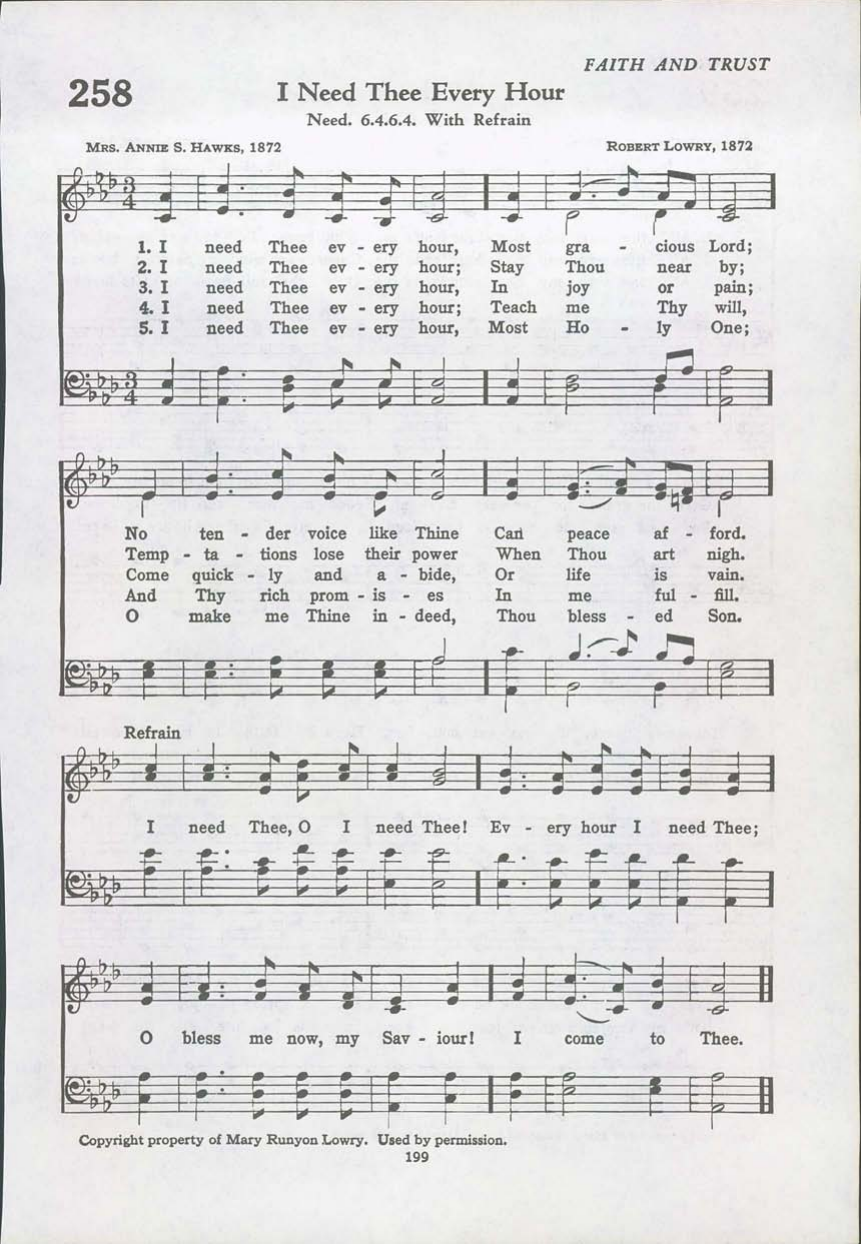 FAITH AND TRUST
258
I Need Thee Every Hour
Need. 6.4.6.4. With Refrain
MRS. ANNIE S. HAWKS, 1872
ROBERT LOWRY, 1872
1. I need Thee ev - ery hour, Most gra - cious Lord;
2. I need Thee ev - ery hour; Stay Thou near by;
3. I need Thee ev - ery hour, In joy or pain;
4. I need Thee ev - ery hour; Teach me Thy will,
5. I need Thee ev - ery hour, Most Ho - ly One;
No ten - der voice like Thine Can peace af - ford.
Temp - ta - tions lose their power When Thou art nigh.
Come quick - ly and a - bide, Or life is vain.
And Thy rich prom - is - es In me ful - fill.
O make me Thine in - deed, Thou bless - ed Son.
Refrain
I need Thee, O I need Thee! Ev - ery hour I need Thee;
O bless me now, my Sav - iour! I come to Thee.
Copyright property of Mary Runyon Lowry. Used by permission.
199